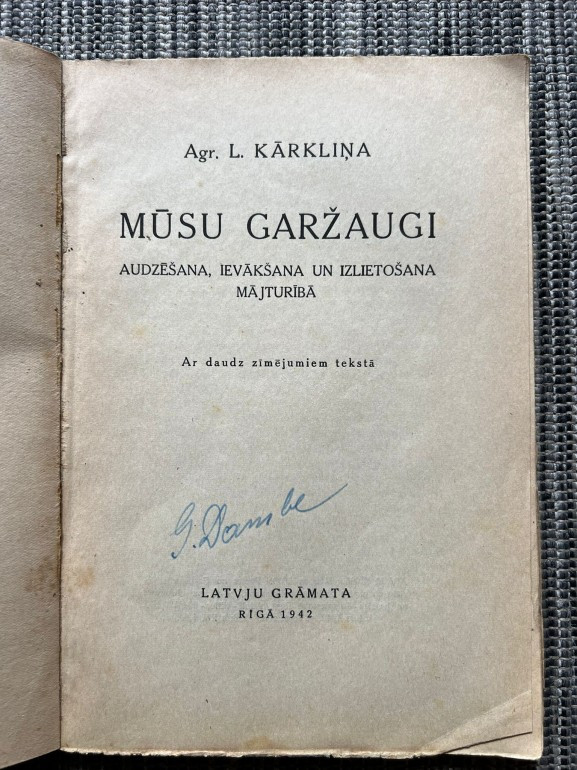 Agr. L. KĀRKLIŅA
MŪSU GARŽAUGI
AUDZĒŠANA, IEVĀKŠANA UN IZLIETOŠANA
MĀJTURĪBĀ
Ar daudz zīmējumiem tekstā
G. Dambe
LATVJU GRĀMATA
RĪGĀ 1942